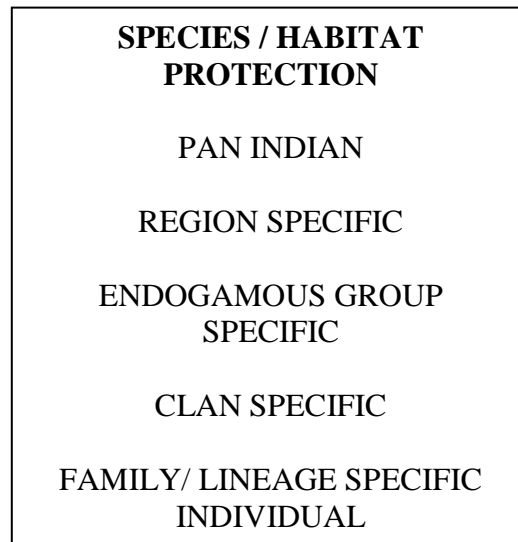 SPECIES / HABITAT
PROTECTION
PAN INDIAN
REGION SPECIFIC
ENDOGAMOUS GROUP
SPECIFIC
CLAN SPECIFIC
FAMILY/ LINEAGE SPECIFIC
INDIVIDUAL